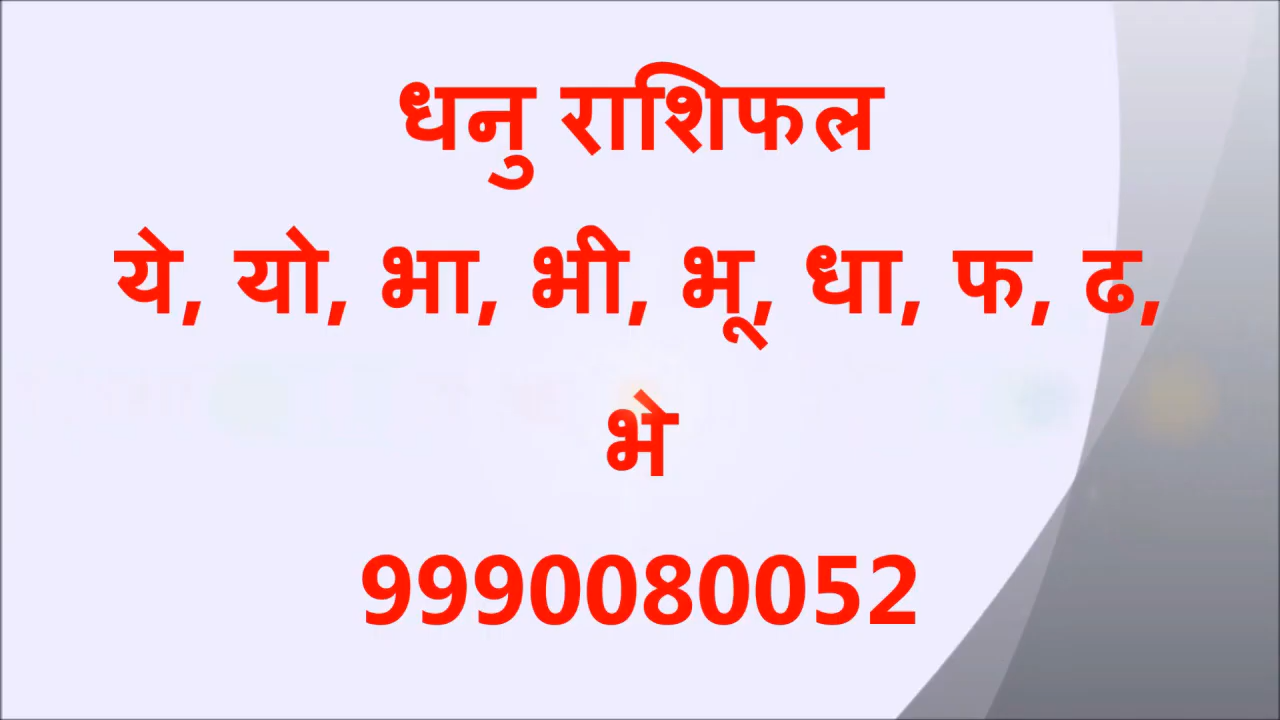 धनु राशिफल
ये, यो, भा, भी, भू, धा, फ, ढ,
भे
9990080052